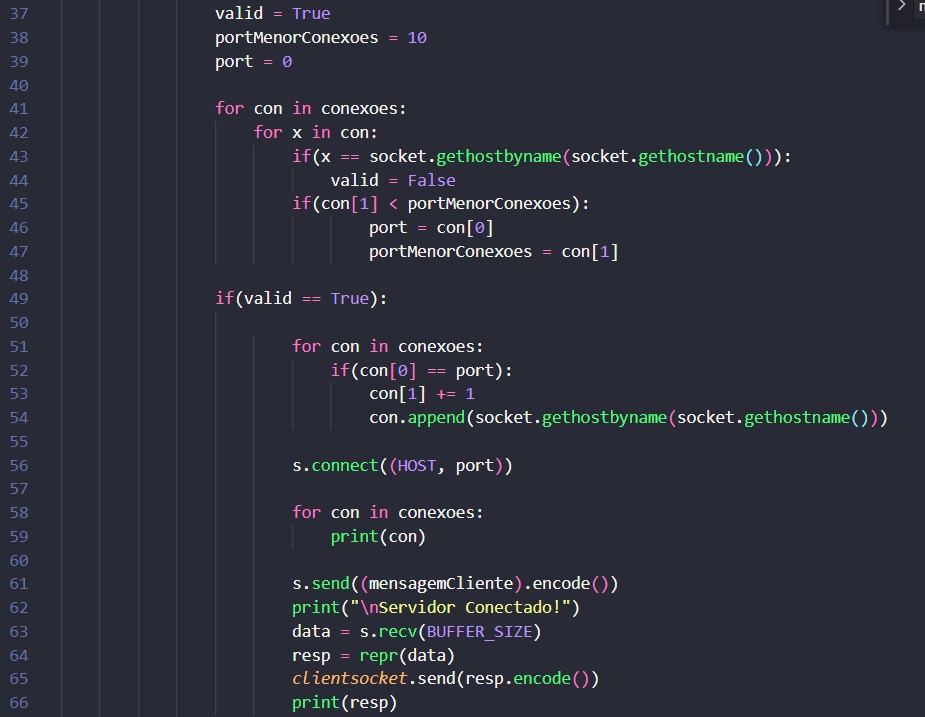 37 valid = True
38 portMenorConexoes = 10
39 port = 0
40
41 for con in conexoes:
42 for x in con:
43 if(x == socket.gethostbyname(socket.gethostname())):
44 valid = False
45 if(con[1] < portMenorConexoes):
46 port = con[0]
47 portMenorConexoes = con[1]
48
49 if(valid == True):
50
51 for con in conexoes:
52 if(con[0] == port):
53 con[1] += 1
54 con.append(socket.gethostbyname(socket.gethostname()))
55
56 s.connect((HOST, port))
57
58 for con in conexoes:
59 print(con)
60
61 s.send((mensagemCliente).encode())
62 print("\nServidor Conectado!")
63 data = s.recv(BUFFER_SIZE)
64 resp = repr(data)
65 clientsocket.send(resp.encode())
66 print(resp)